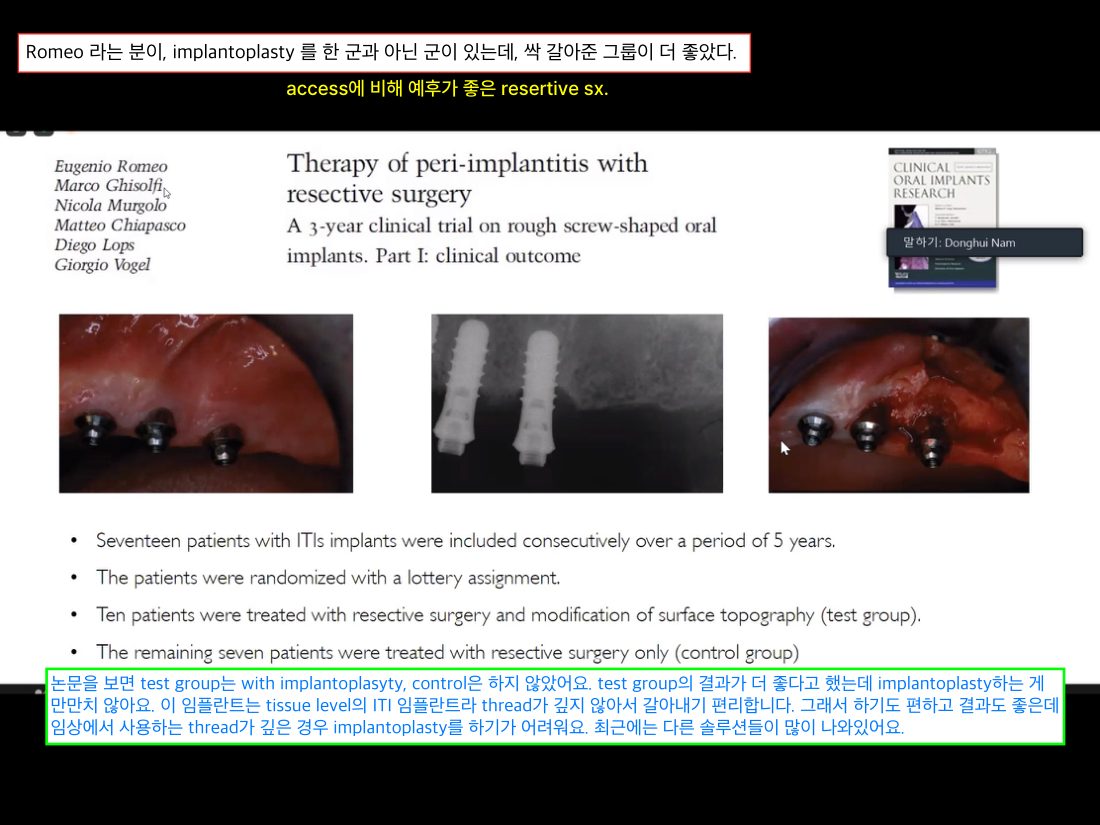 Romeo 라는 분이, implantoplasty 를 한 군과 아닌 군이 있는데, 싹 갈아준 그룹이 더 좋았다.
access에 비해 예후가 좋은 resertive sx.
Eugenio Romeo
Marco Ghisolfi
Nicola Murgolo
Matteo Chiapasco
Diego Lops
Giorgio Vogel
Therapy of peri-implantitis with
resective surgery
A 3-year clinical trial on rough screw-shaped oral
implants. Part I: clinical outcome
CLINICAL
ORAL IMPLANTS
RESEARCH
말하기: Donghui Nam
• Seventeen patients with ITIs implants were included consecutively over a period of 5 years.
• The patients were randomized with a lottery assignment.
• Ten patients were treated with resective surgery and modification of surface topography (test group).
• The remaining seven patients were treated with resective surgery only (control group)
논문을 보면 test group는 with implantoplasyty, control은 하지 않았어요. test group의 결과가 더 좋다고 했는데 implantoplasty하는 게
만만치 않아요. 이 임플란트는 tissue level의 ITI 임플란트라 thread가 깊지 않아서 갈아내기 편리합니다. 그래서 하기도 편하고 결과도 좋은데
임상에서 사용하는 thread가 깊은 경우 implantoplasty를 하기가 어려워요. 최근에는 다른 솔루션들이 많이 나와있어요.